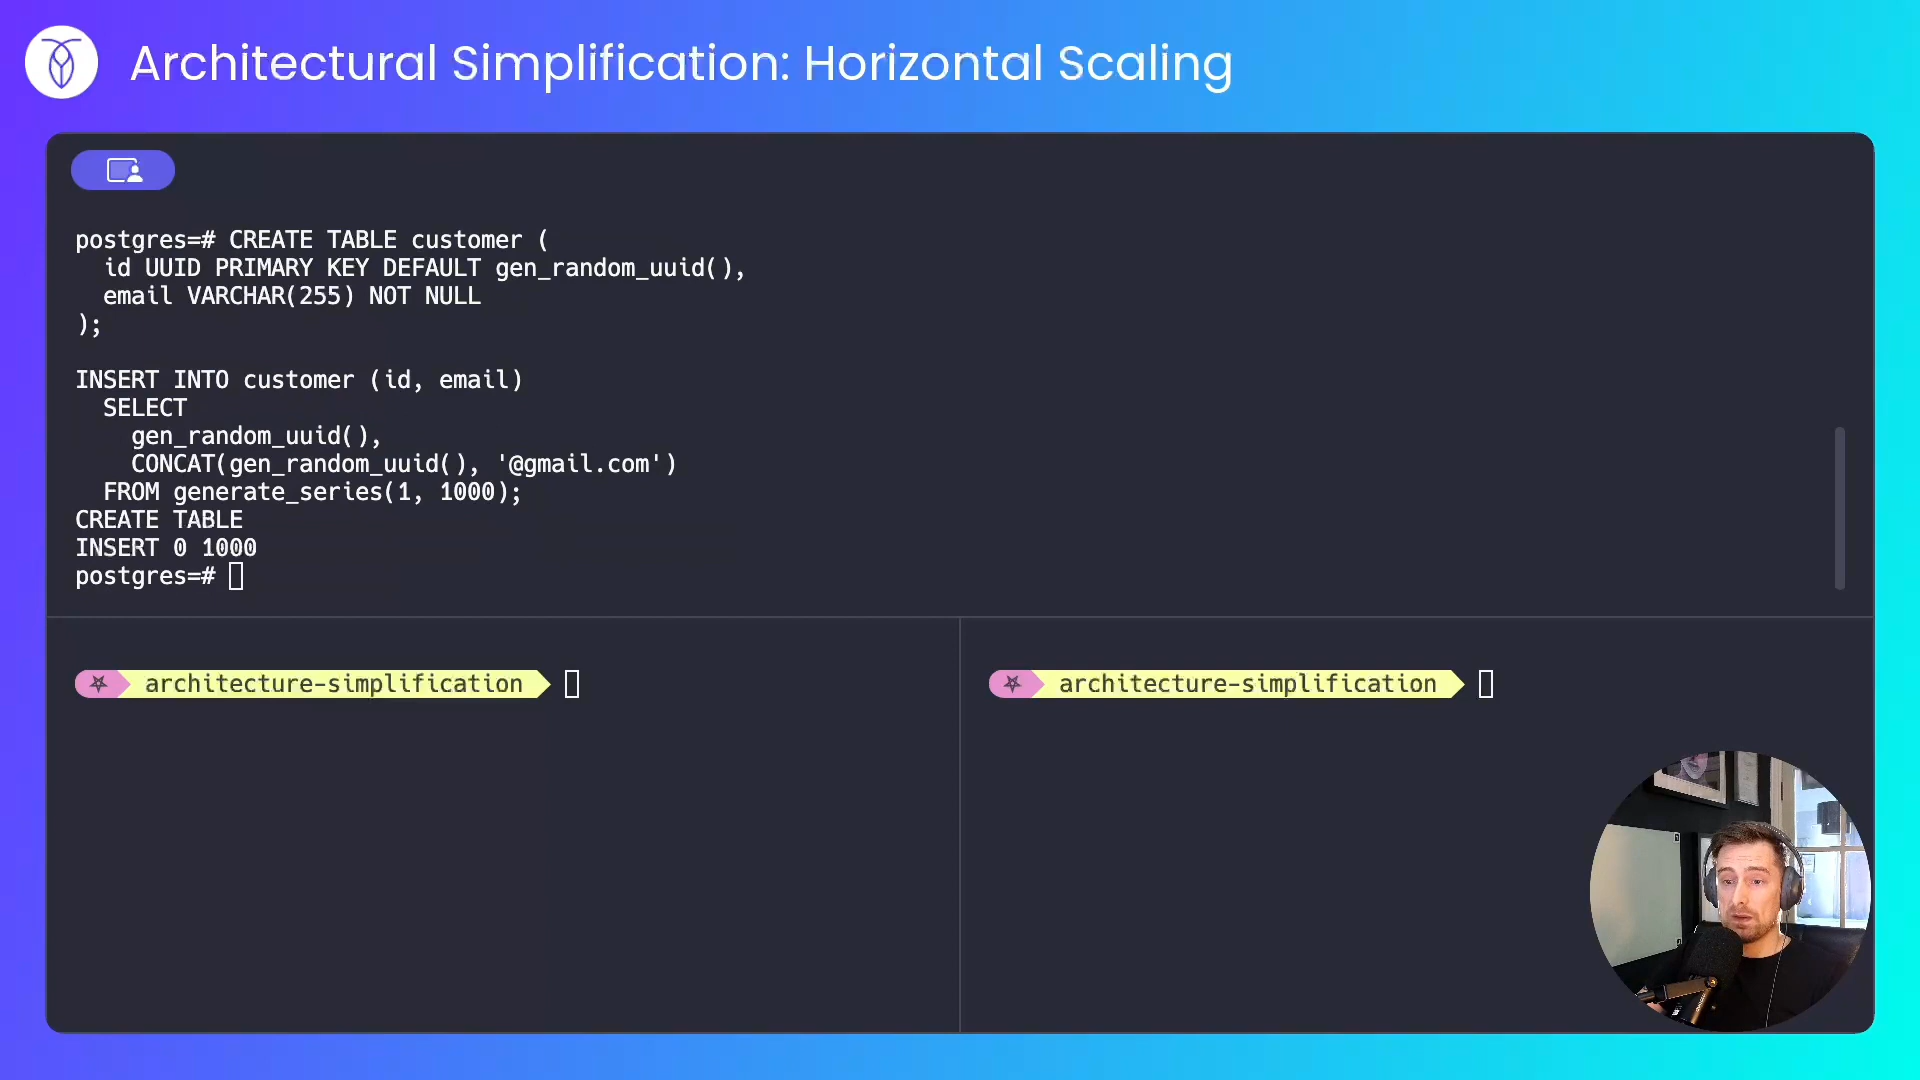 Architectural Simplification: Horizontal Scaling
postgres=# CREATE TABLE customer (
  id UUID PRIMARY KEY DEFAULT gen_random_uuid(),
  email VARCHAR(255) NOT NULL
);
INSERT INTO customer (id, email)
  SELECT
    gen_random_uuid(),
    CONCAT(gen_random_uuid(), '@gmail.com')
  FROM generate_series(1, 1000);
CREATE TABLE
INSERT 0 1000
postgres=#
architecture-simplification
architecture-simplification